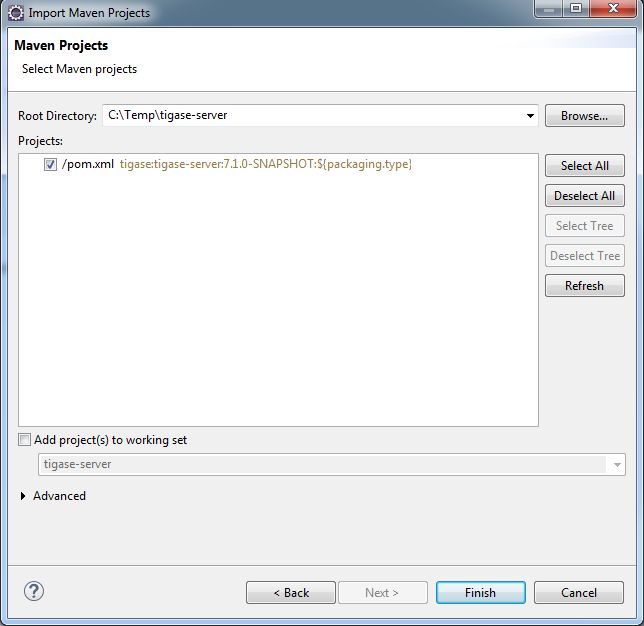 Import Maven Projects
Maven Projects
Select Maven projects
Root Directory: C:\Temp\tigase-server Browse...
Projects:
/pom.xml tigase:tigase-server:7.1.0-SNAPSHOT:${packaging.type}
Select All
Deselect All
Select Tree
Deselect Tree
Refresh
Add project(s) to working set
tigase-server
Advanced
? < Back Next > Finish Cancel